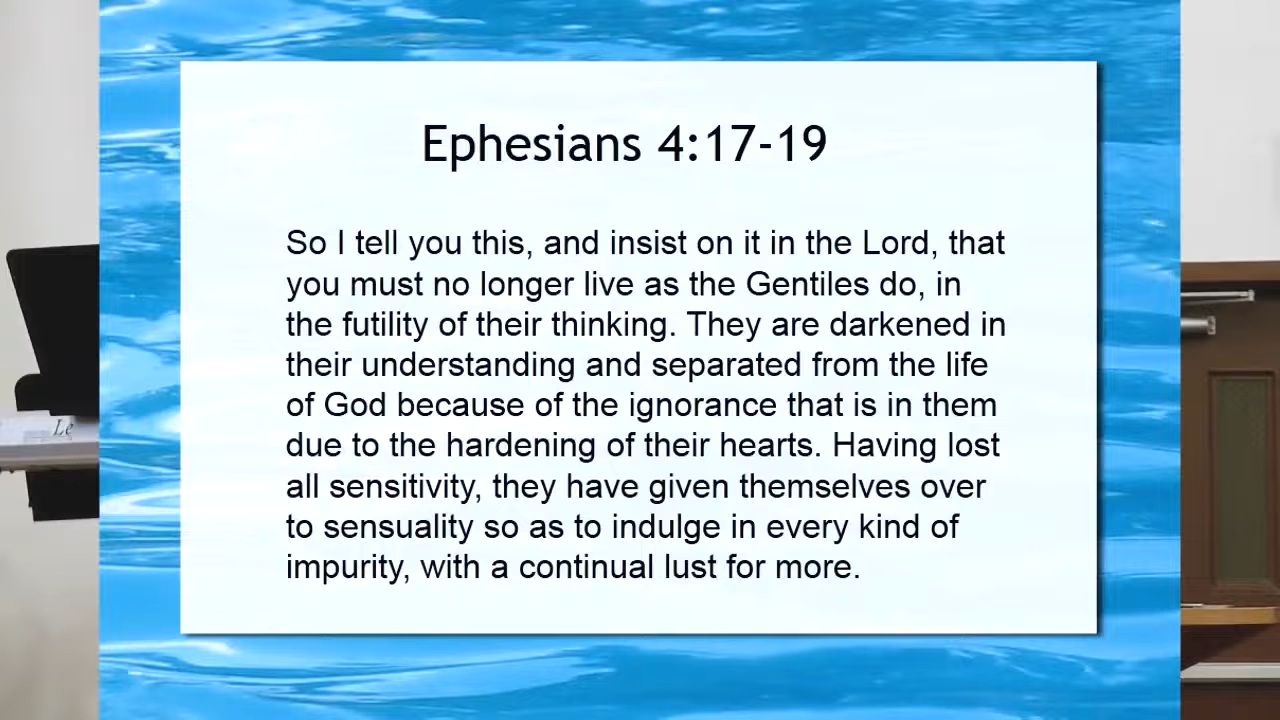 Ephesians 4:17-19
So I tell you this, and insist on it in the Lord, that
you must no longer live as the Gentiles do, in
the futility of their thinking. They are darkened in
their understanding and separated from the life
of God because of the ignorance that is in them
due to the hardening of their hearts. Having lost
all sensitivity, they have given themselves over
to sensuality so as to indulge in every kind of
impurity, with a continual lust for more.
Le